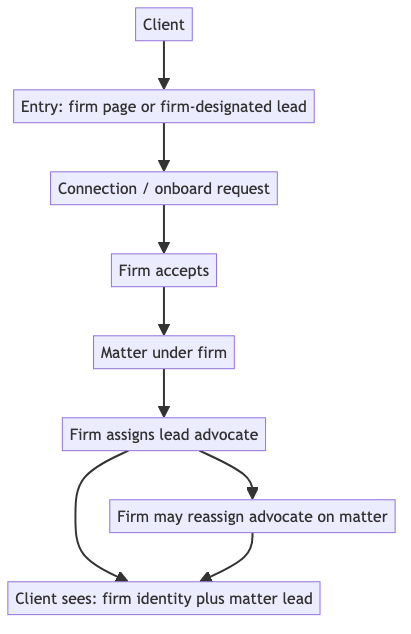 Client
Entry: firm page or firm-designated lead
Connection / onboard request
Firm accepts
Matter under firm
Firm assigns lead advocate
Firm may reassign advocate on matter
Client sees: firm identity plus matter lead